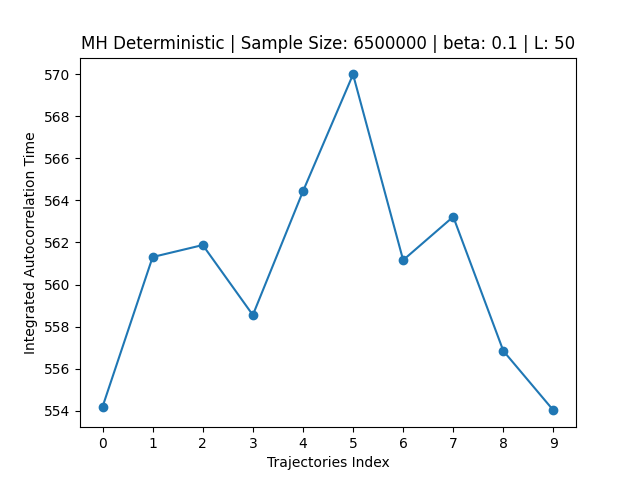 MH Deterministic | Sample Size: 6500000 | beta: 0.1 | L: 50
570
568
566
564
562
560
558
556
554
Integrated Autocorrelation Time
0 1 2 3 4 5 6 7 8 9
Trajectories Index